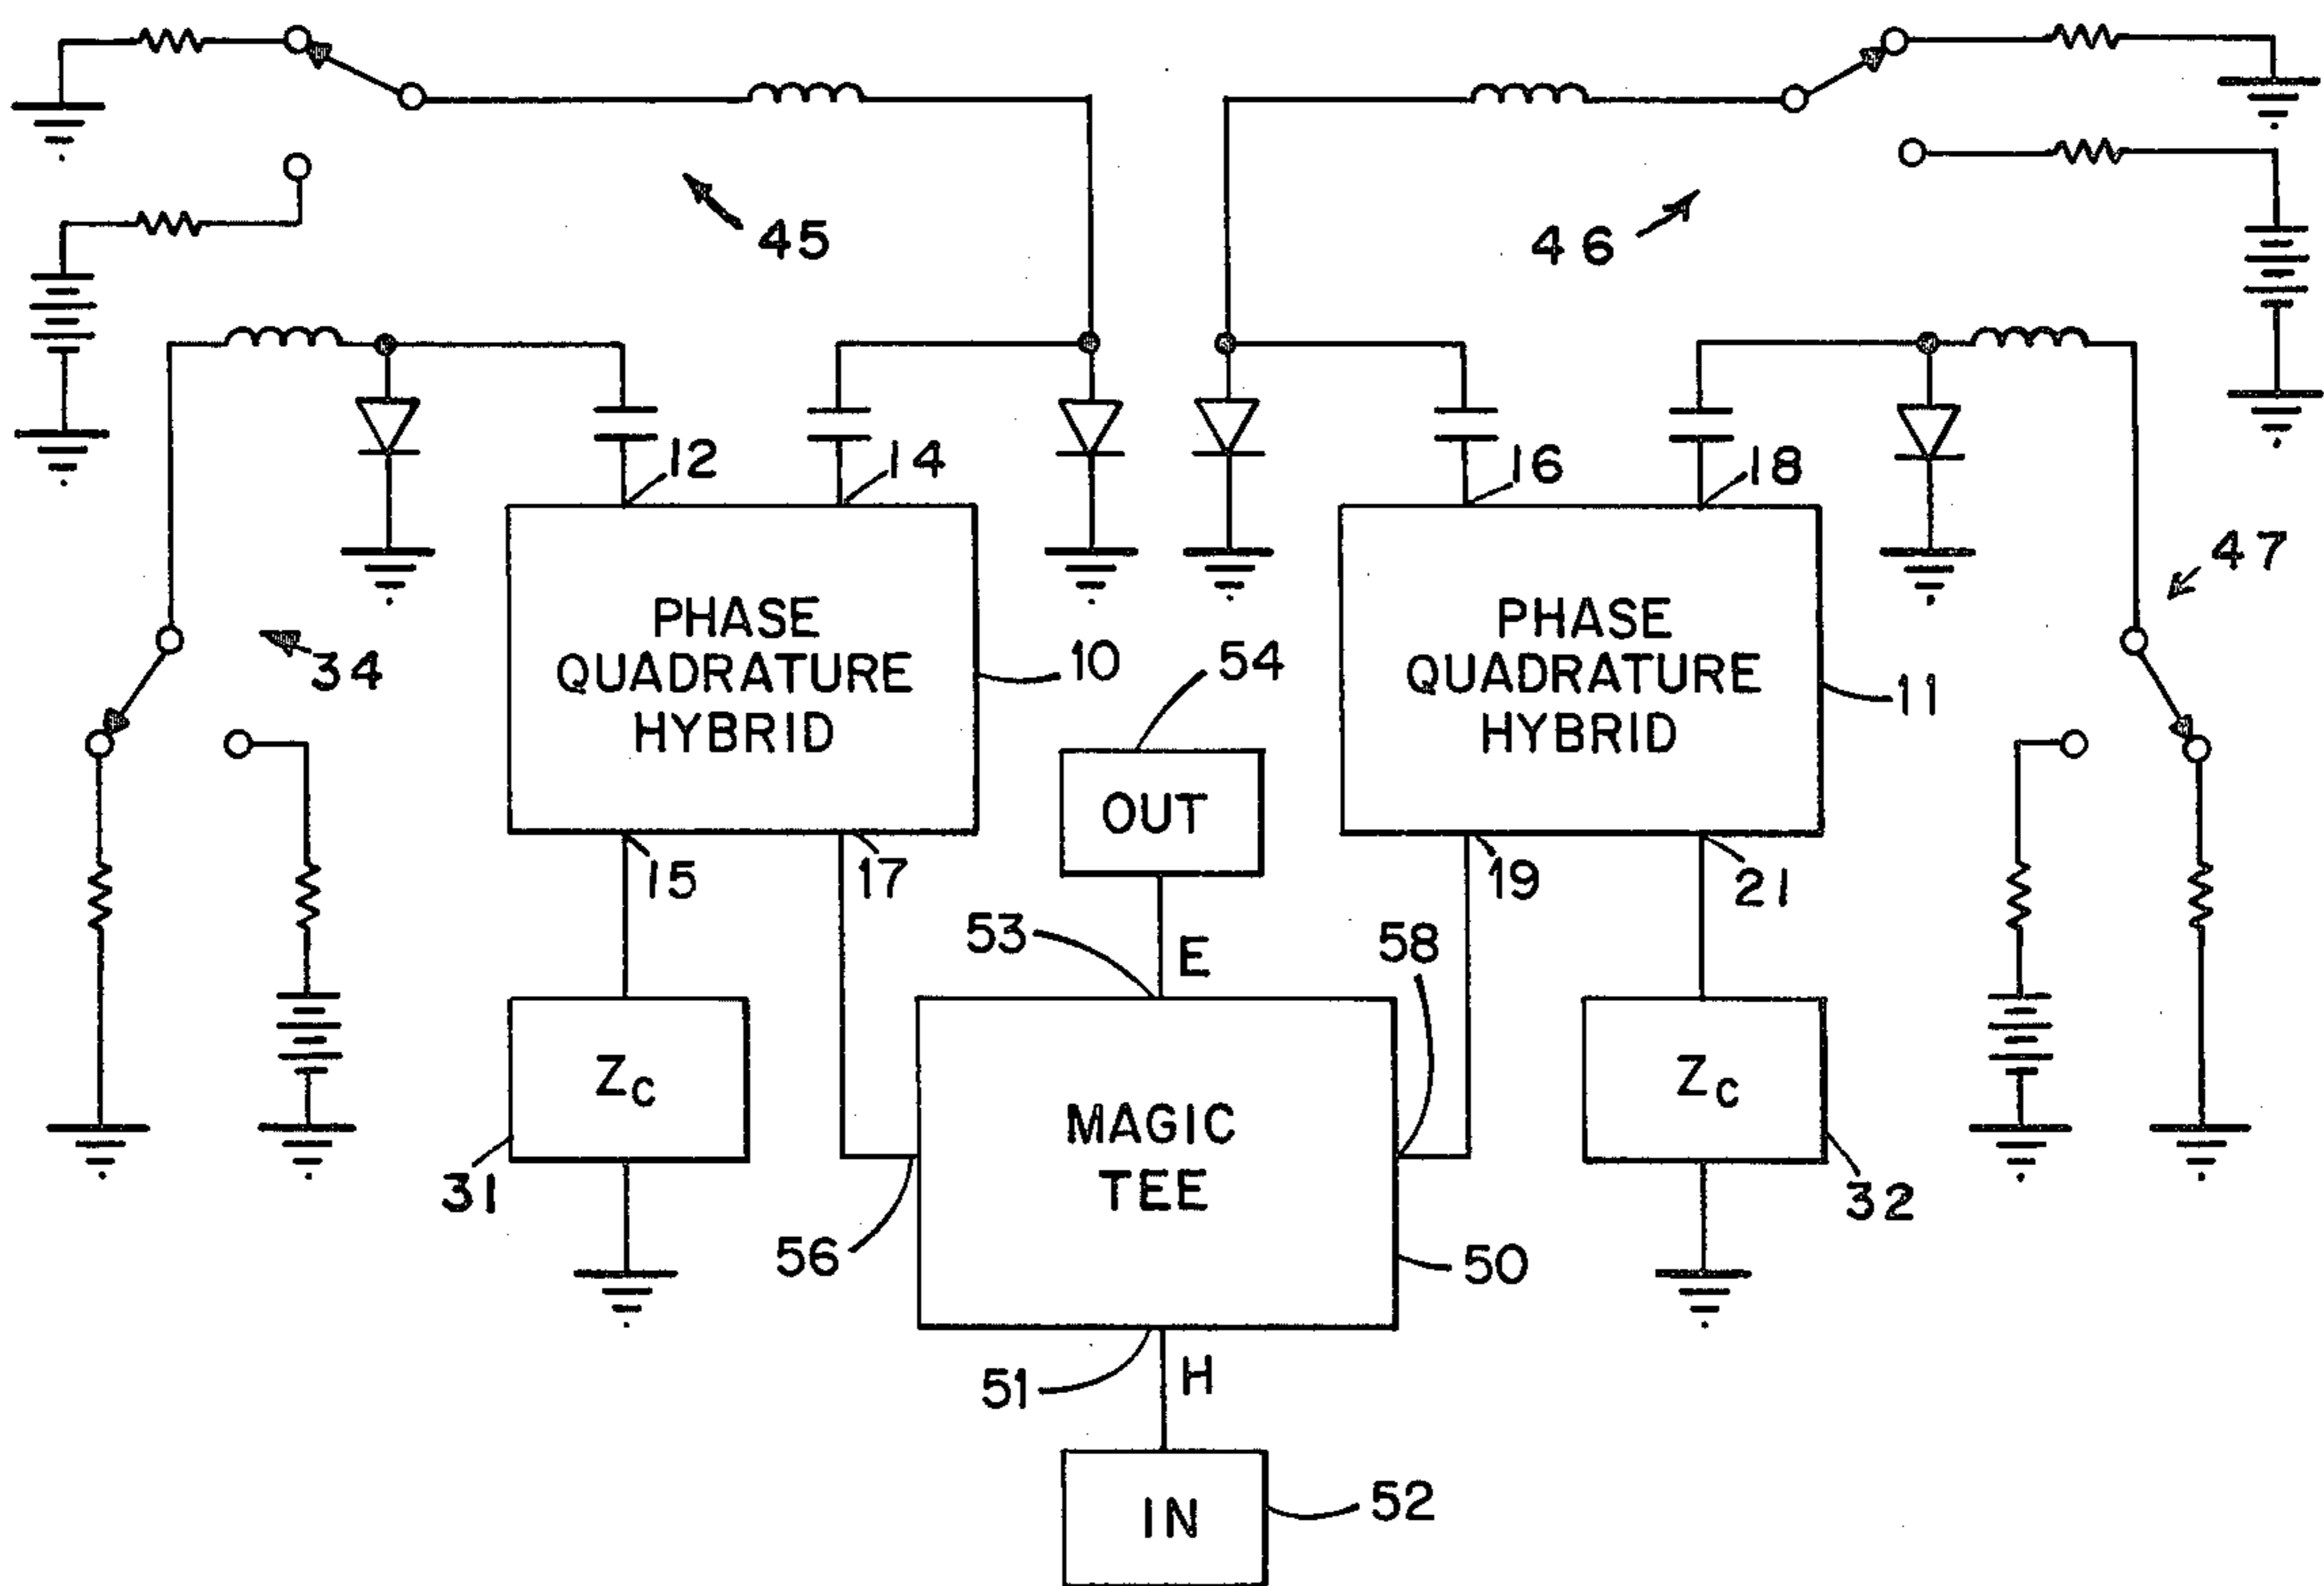 45
46
12
14
16
18
47
34
PHASE
QUADRATURE
HYBRID
10
54
PHASE
QUADRATURE
HYBRID
11
OUT
15
17
19
21
53
E
58
ZC
MAGIC
TEE
ZC
31
56
50
32
51
H
IN
52